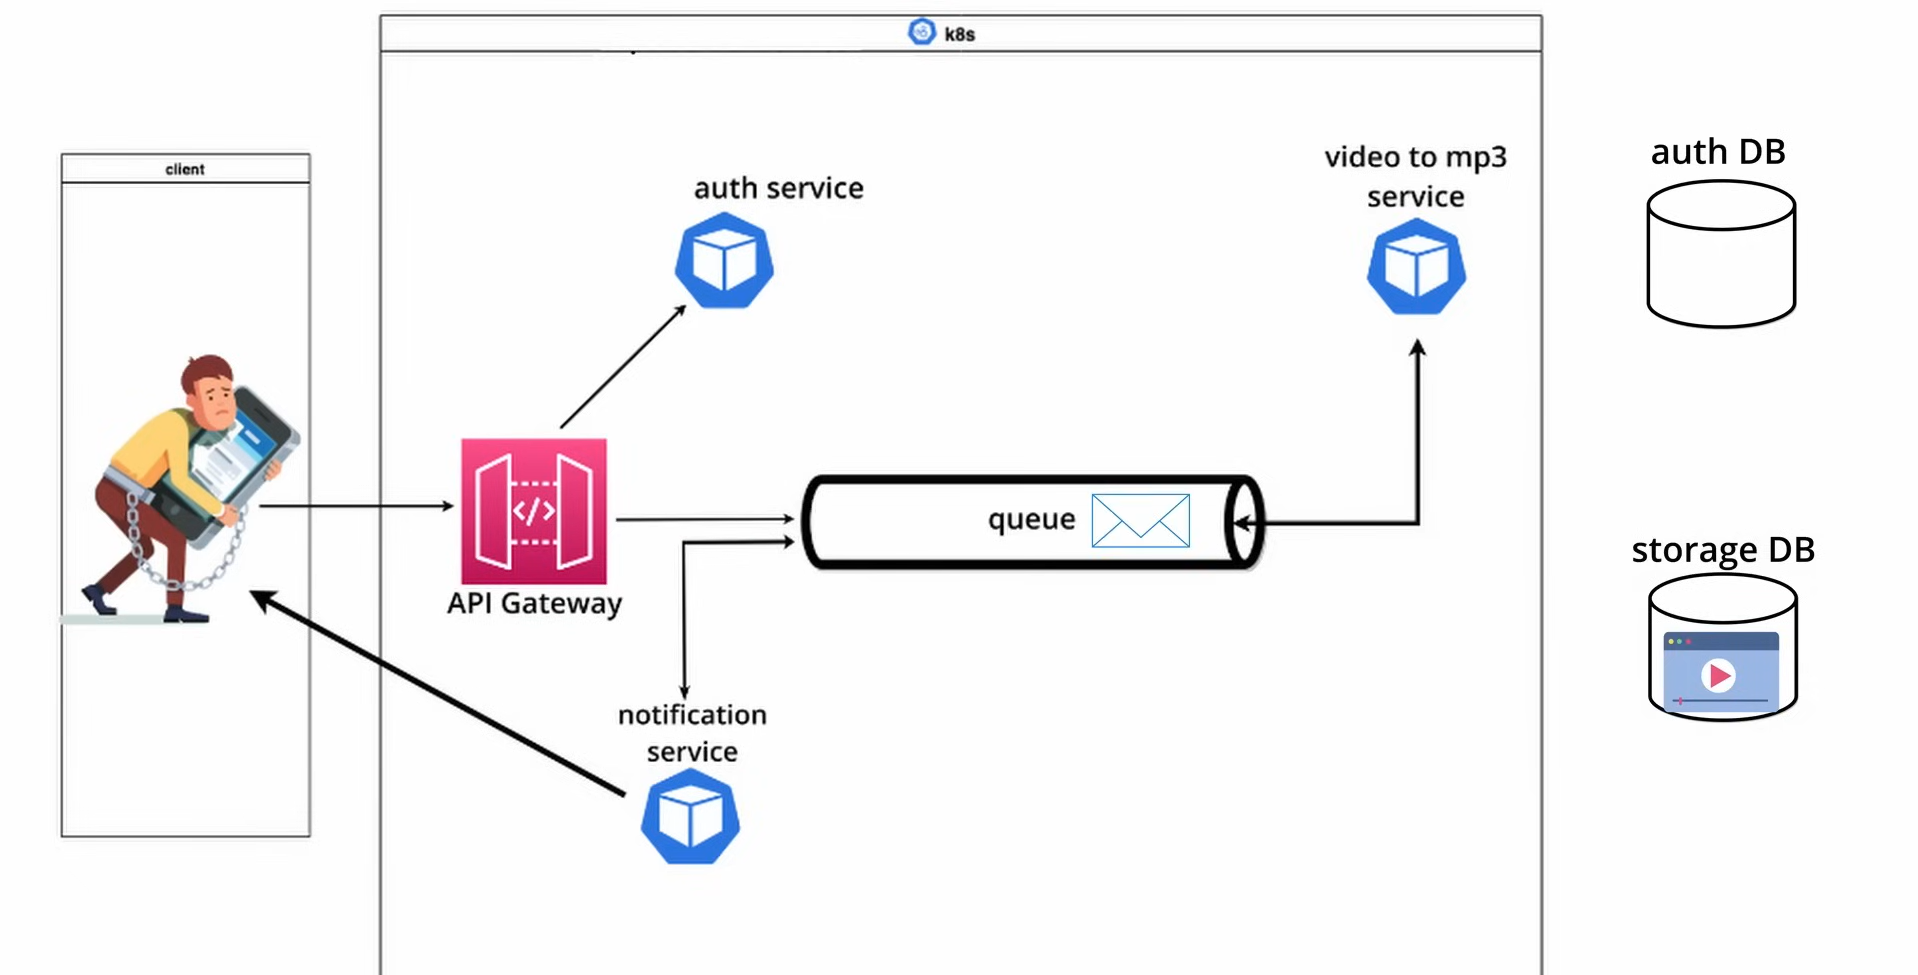 k8s
client
auth service
video to mp3
service
auth DB
API Gateway
queue
storage DB
notification
service